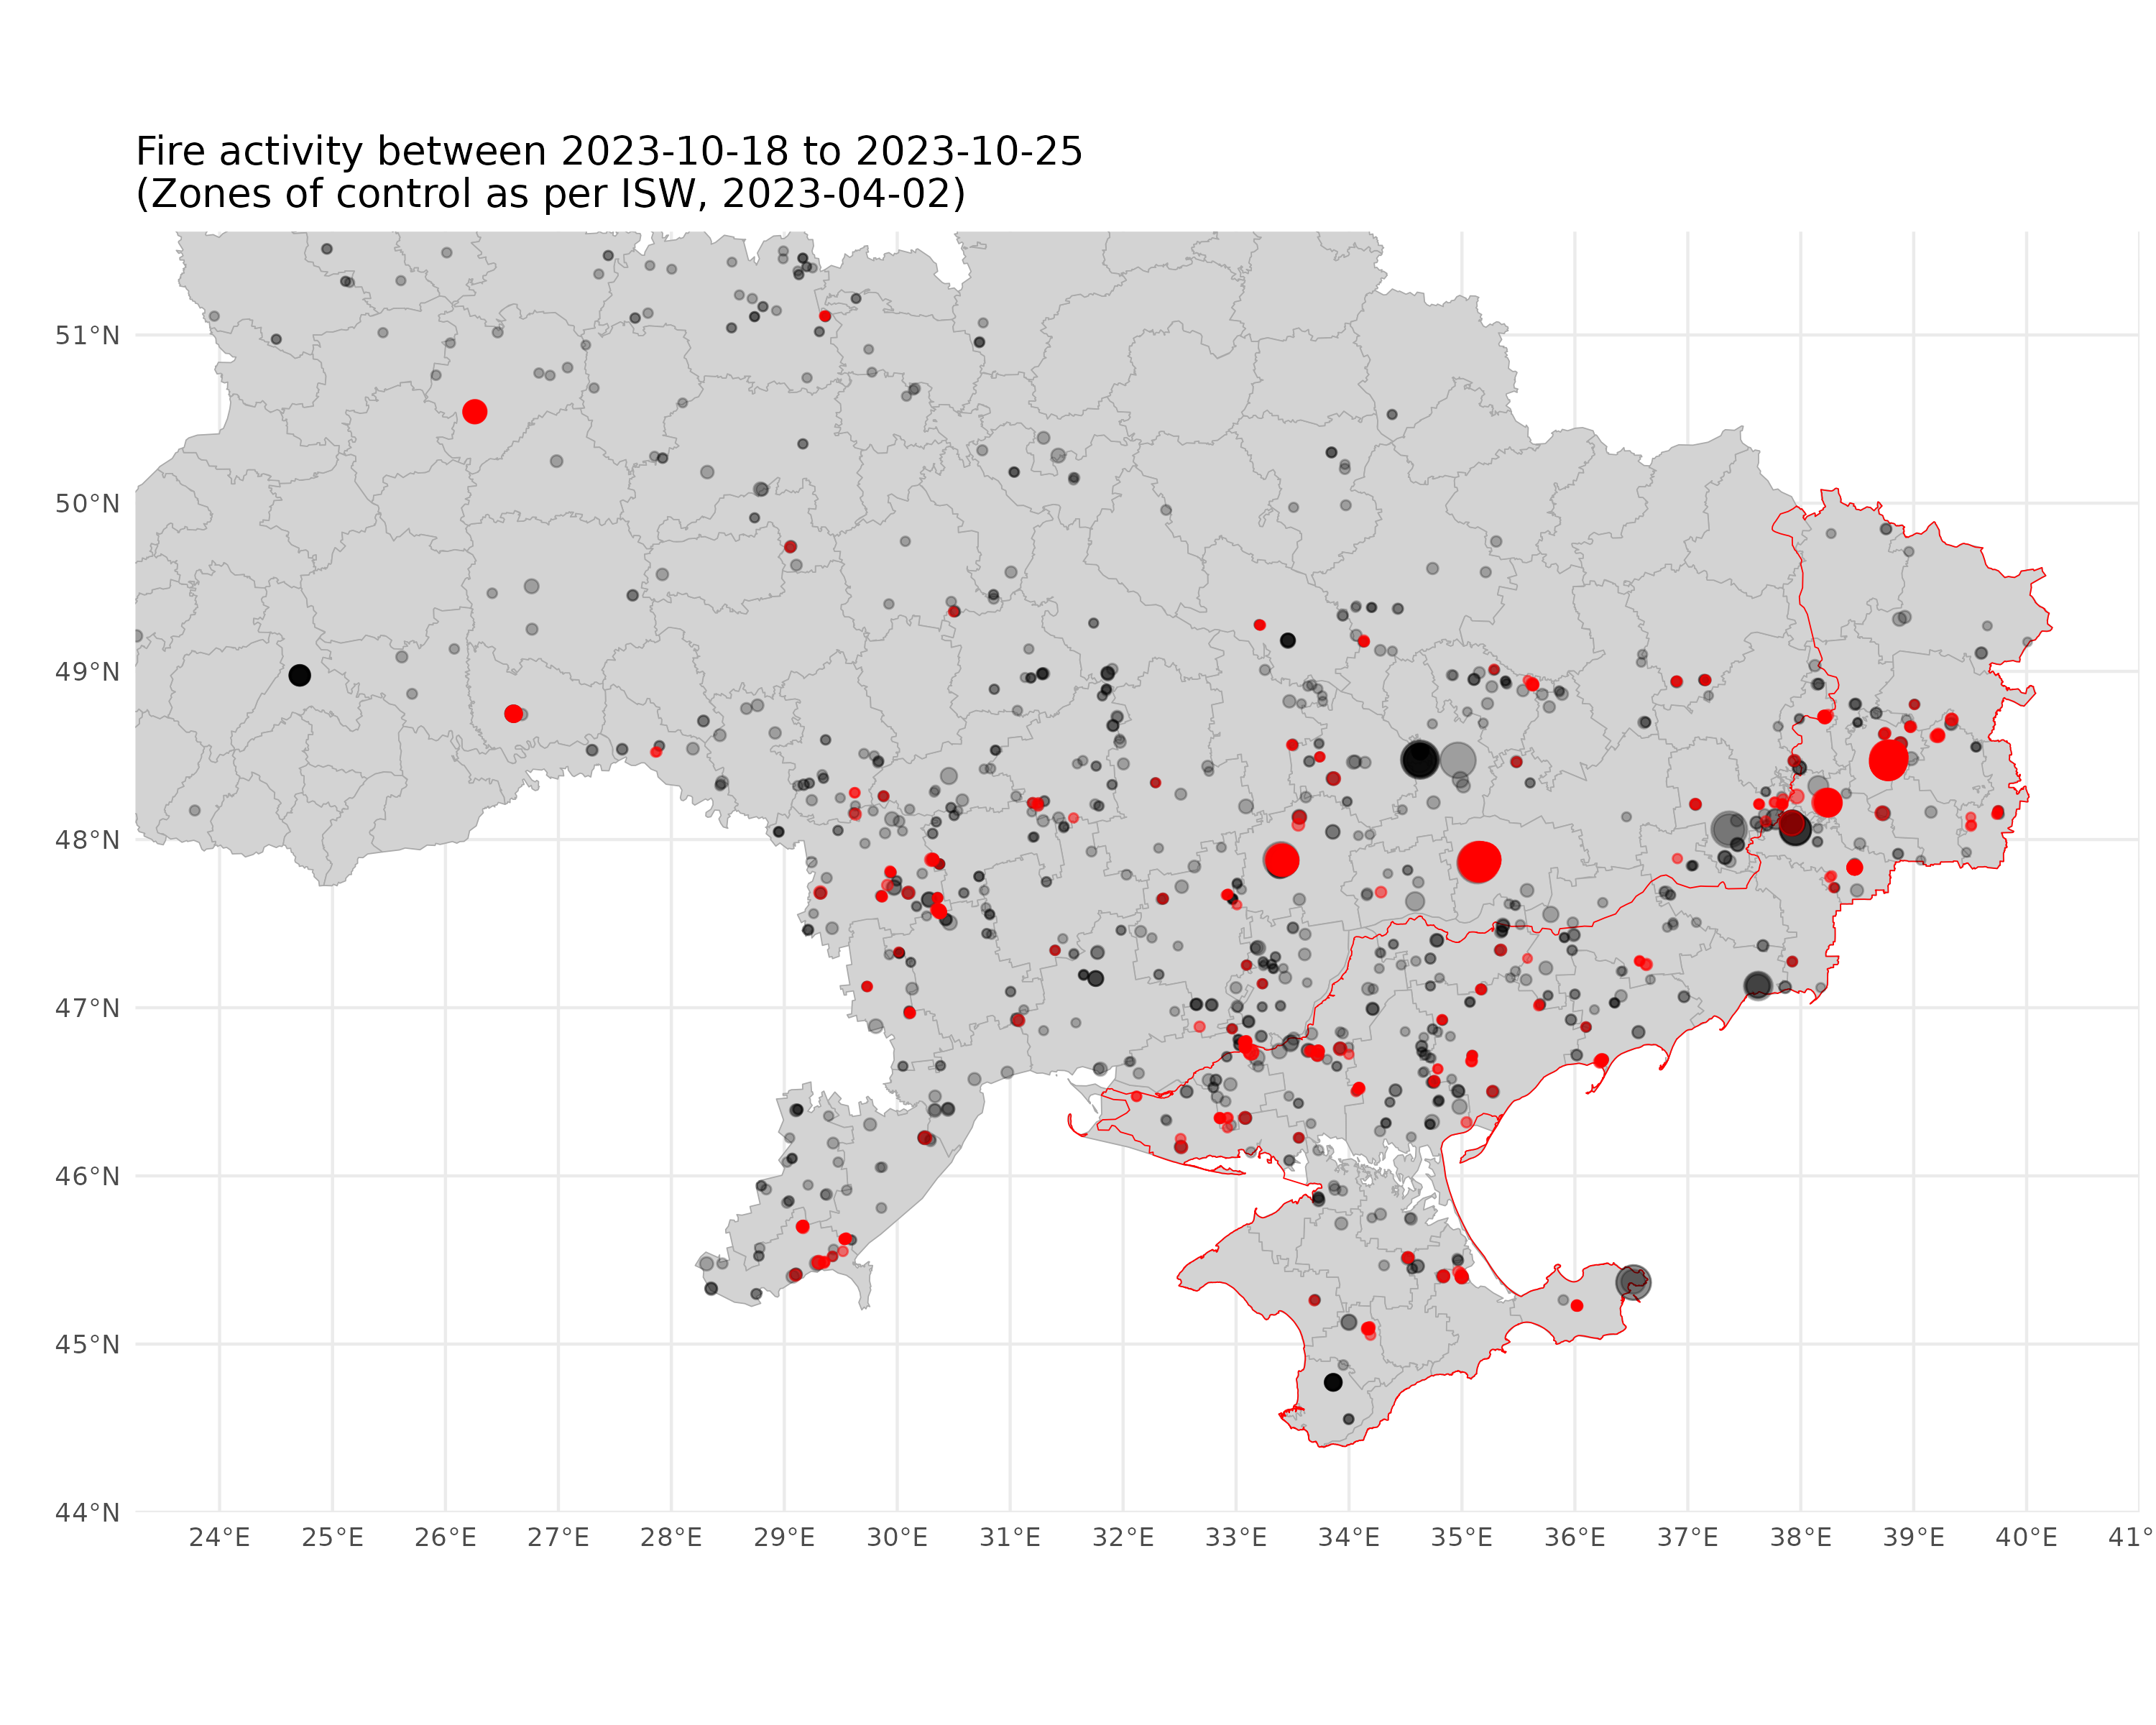 Fire activity between 2023-10-18 to 2023-10-25
(Zones of control as per ISW, 2023-04-02)
51°N
50°N
49°N
48°N
47°N
46°N
45°N
44°N
24°E 25°E 26°E 27°E 28°E 29°E 30°E 31°E 32°E 33°E 34°E 35°E 36°E 37°E 38°E 39°E 40°E 41°